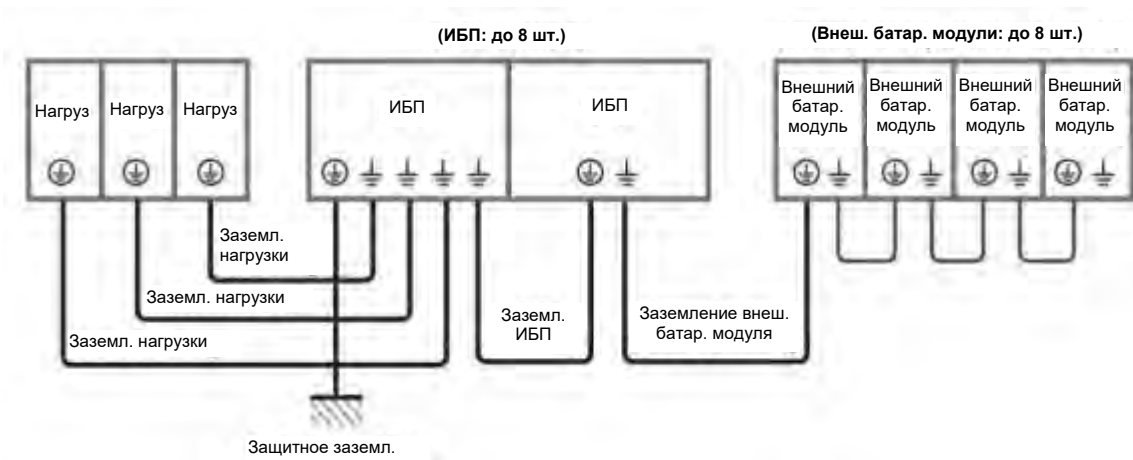 (ИБП: до 8 шт.)
(Внеш. батар. модули: до 8 шт.)
Нагруз
Нагруз
Нагруз
ИБП
ИБП
Внешний
батар.
модуль
Внешний
батар.
модуль
Внешний
батар.
модуль
Внешний
батар.
модуль
Заземл.
нагрузки
Заземл. нагрузки
Заземл. нагрузки
Заземл.
ИБП
Заземление внеш.
батар. модуля
Защитное заземл.